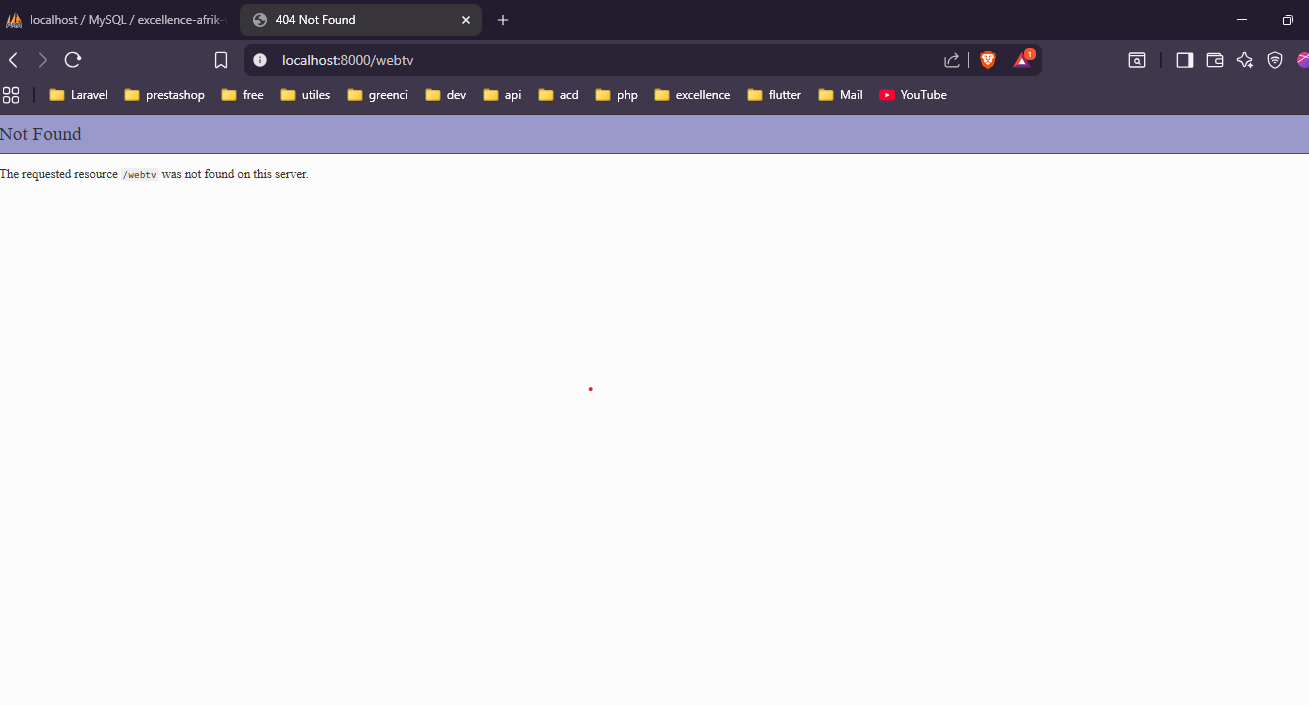 localhost / MySQL / excellence-afrik-
404 Not Found
localhost:8000/webtv
1
Laravel
prestashop
free
utiles
greenci
dev
api
acd
php
excellence
flutter
Mail
YouTube
Not Found
The requested resource /webtv was not found on this server.